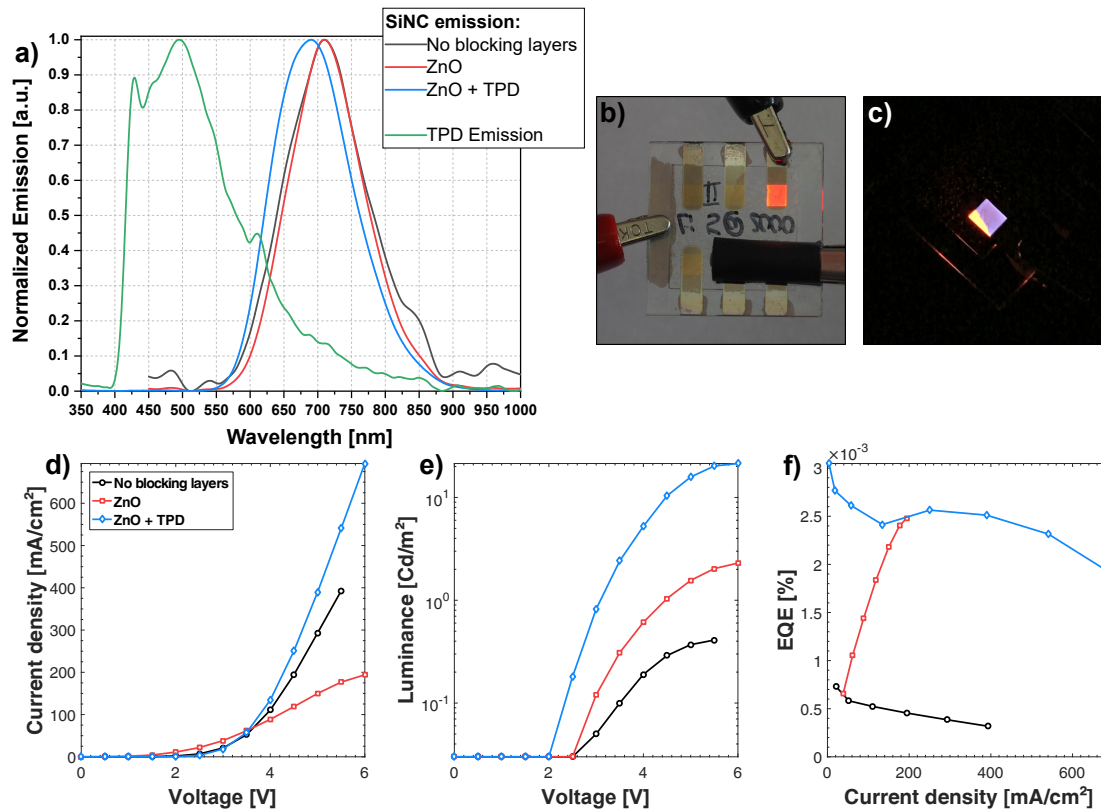 a)
SiNC emission:
No blocking layers
ZnO
ZnO + TPD
TPD Emission
1.0
0.9
0.8
0.7
0.6
0.5
0.4
0.3
0.2
0.1
0.0
Normalized Emission [a.u.]
350 400 450 500 550 600 650 700 750 800 850 900 950 1000
Wavelength [nm]
b)
II
5000
c)
d)
No blocking layers
ZnO
ZnO + TPD
600
500
400
300
200
100
0
Current density [mA/cm²]
0 2 4 6
Voltage [V]
e)
10¹
10⁰
10⁻¹
Luminance [Cd/m²]
0 2 4 6
Voltage [V]
f)
×10⁻³
3.5
3
2.5
2
1.5
1
0.5
0
EQE [%]
0 200 400 600
Current density [mA/cm²]